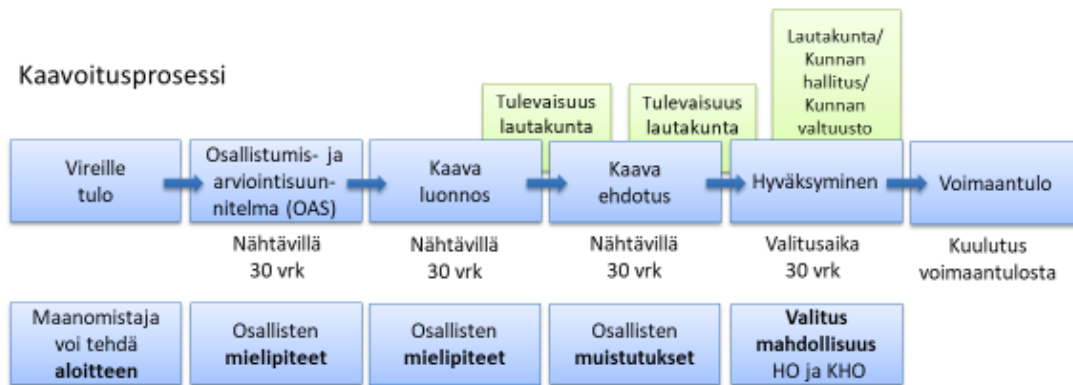 Kaavoitusprosessi
Tulevaisuus
lautakunta
Tulevaisuus
lautakunta
Lautakunta/
Kunnan
hallitus/
Kunnan
valtuusto
Vireille
tulo
Osallistumis- ja
arviointisuun-
nitelma (OAS)
Kaava
luonnos
Kaava
ehdotus
Hyväksyminen
Voimaantulo
Nähtävillä
30 vrk
Nähtävillä
30 vrk
Nähtävillä
30 vrk
Valitusaika
30 vrk
Kuulutus
voimaantulosta
Maanomistaja
voi tehdä
aloitteen
Osallisten
mielipiteet
Osallisten
mielipiteet
Osallisten
muistutukset
Valitus
mahdollisuus
HO ja KHO